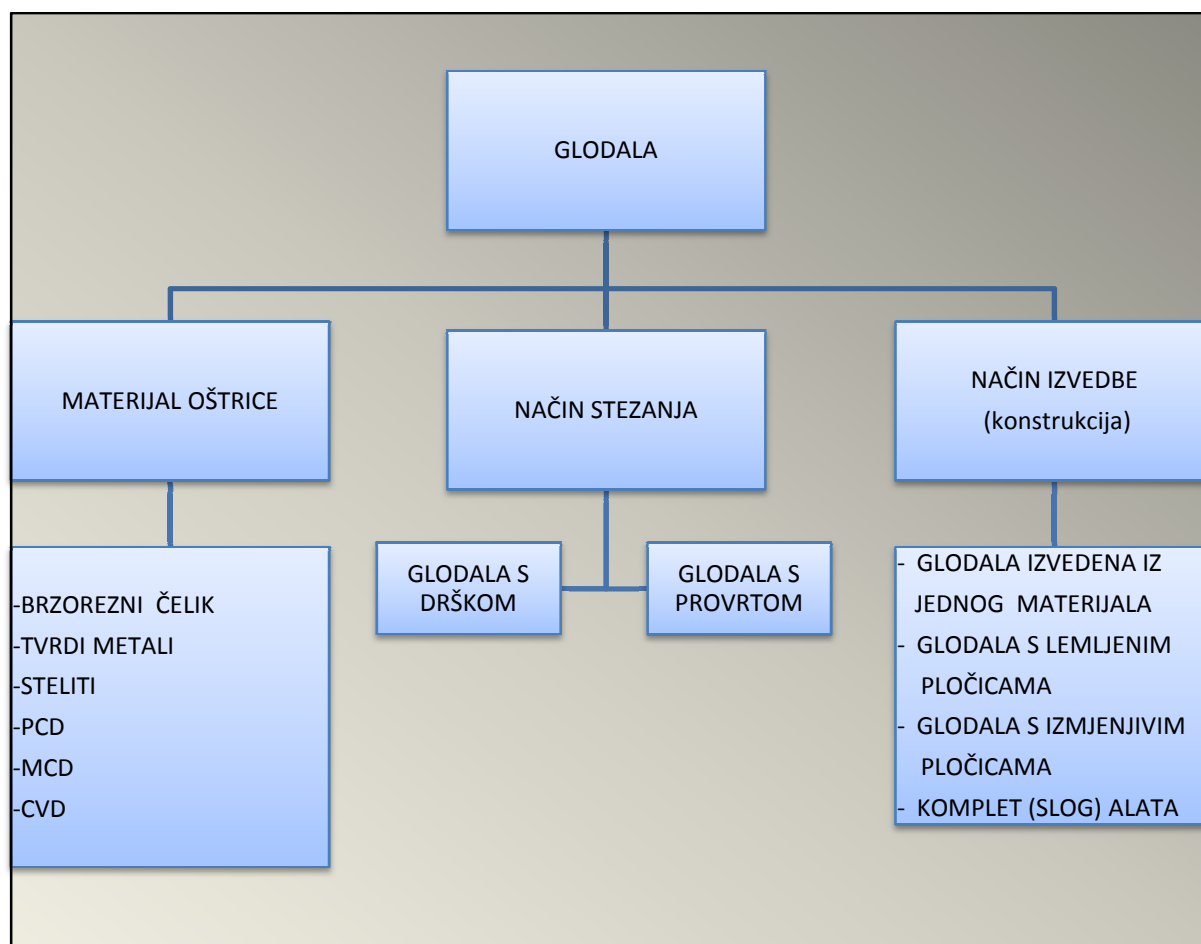 GLODALA
MATERIJAL OŠTRICE
NAČIN STEZANJA
NAČIN IZVEDBE
(konstrukcija)
-BRZOREZNI ČELIK
-TVRDI METALI
-STELITI
-PCD
-MCD
-CVD
GLODALA S
DRŠKOM
GLODALA S
PROVRTOM
- GLODALA IZVEDENA IZ
JEDNOG MATERIJALA
- GLODALA S LEMLJENIM
PLOČICAMA
- GLODALA S IZMJENJIVIM
PLOČICAMA
- KOMPLET (SLOG) ALATA